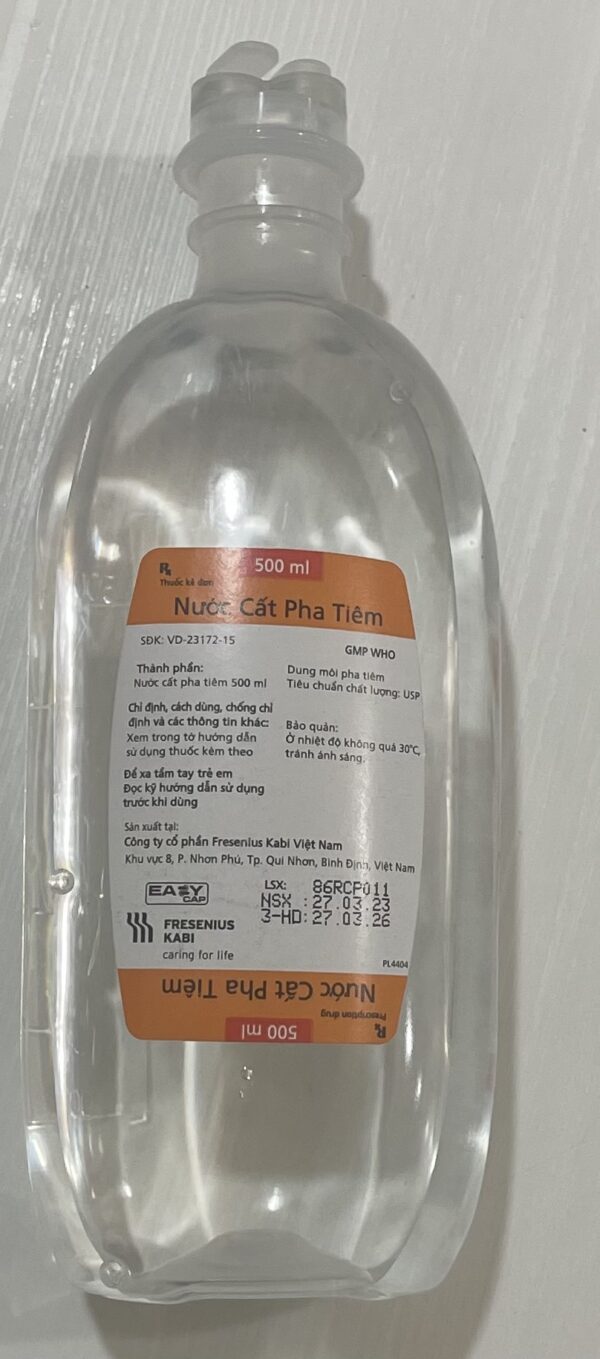 Rx
Thuốc kê đơn
500 ml
Nước Cất Pha Tiêm
SĐK: VD-23172-15
GMP WHO
Thành phần:
Nước cất pha tiêm 500 ml
Dung môi pha tiêm
Tiêu chuẩn chất lượng: USP
Chỉ định, cách dùng, chống chỉ
định và các thông tin khác:
Xem trong tờ hướng dẫn
sử dụng thuốc kèm theo
Bảo quản:
Ở nhiệt độ không quá 30°C,
tránh ánh sáng.
Để xa tầm tay trẻ em
Đọc kỹ hướng dẫn sử dụng
trước khi dùng
Sản xuất tại:
Công ty cổ phần Fresenius Kabi Việt Nam
Khu vực 8, P. Nhơn Phú, Tp. Qui Nhơn, Bình Định, Việt Nam
EASY
CAP
LSX: 86RCP011
NSX : 27.03.23
3-HD: 27.03.26
FRESENIUS
KABI
caring for life
PL4404
Rx
Prescription drug
500 ml
Nước Cất Pha Tiêm